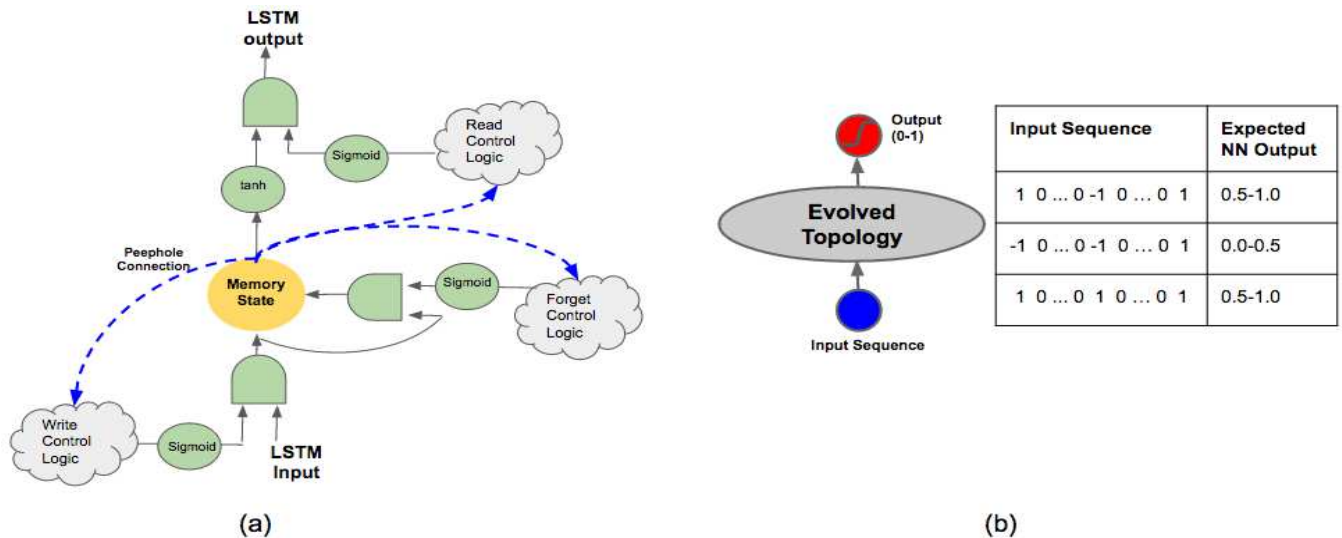 LSTM
output
Read
Control
Logic
Sigmoid
tanh
Peephole
Connection
Memory
State
Sigmoid
Forget
Control
Logic
Write
Control
Logic
Sigmoid
LSTM
Input
(a)
Output
(0-1)
Evolved
Topology
Input Sequence
Input Sequence Expected
NN Output
1 0 ... 0 -1 0 ... 0 1 0.5-1.0
-1 0 ... 0 -1 0 ... 0 1 0.0-0.5
1 0 ... 0 1 0 ... 0 1 0.5-1.0
(b)